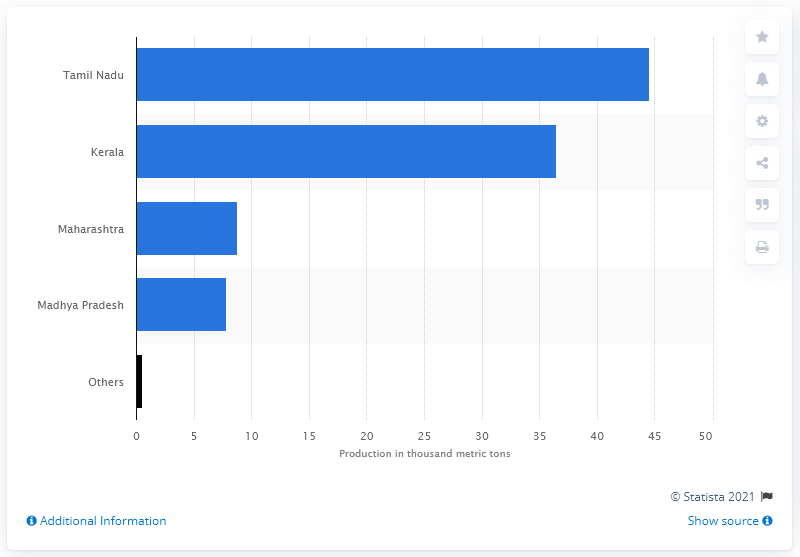 Tamil Nadu
Kerala
Maharashtra
Madhya Pradesh
Others
0 5 10 15 20 25 30 35 40 45 50
Production in thousand metric tons
© Statista 2021
Additional Information
Show source